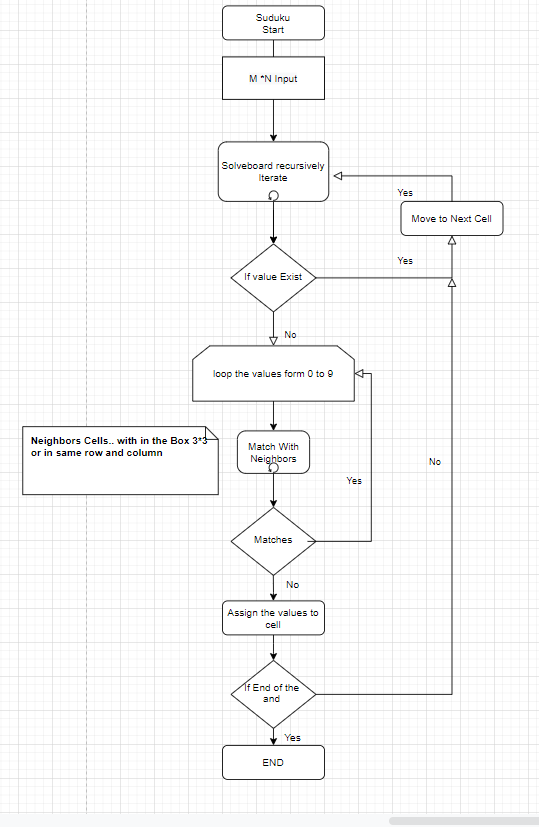 Suduku
Start
M *N Input
Solveboard recursively
Iterate
Yes
Move to Next Cell
If value Exist
Yes
No
loop the values form 0 to 9
Neighbors Cells.. with in the Box 3*3
or in same row and column
Match With
Neighbors
Yes
No
Matches
No
Assign the values to
cell
If End of the
and
Yes
END